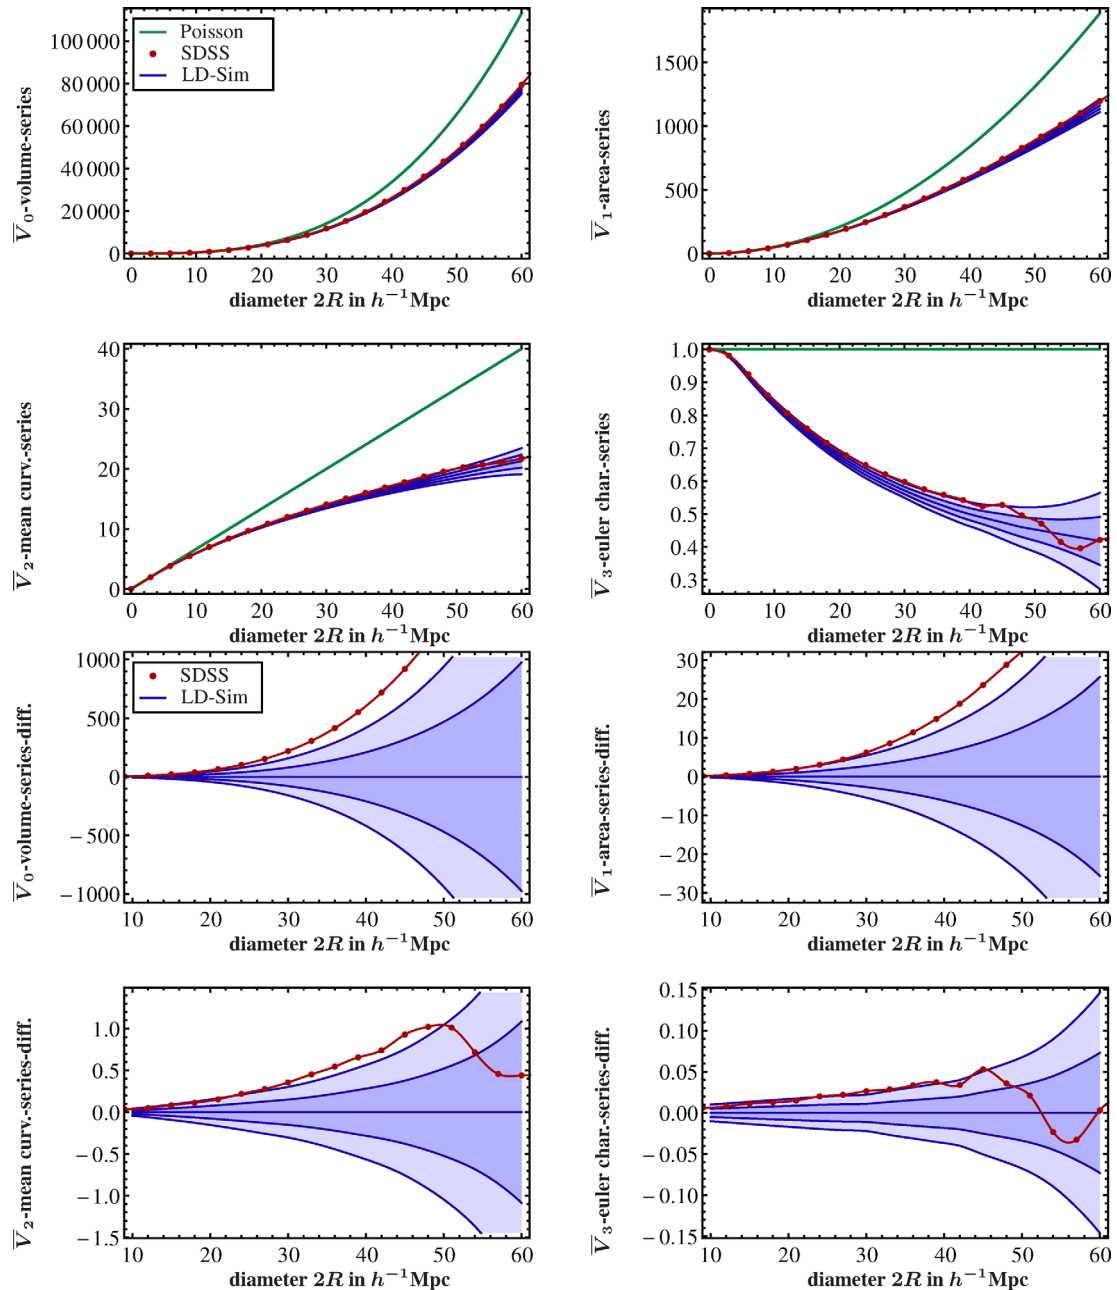 Poisson
SDSS
LD-Sim
100 000
80 000
60 000
40 000
20 000
0
0 10 20 30 40 50 60
V̅₀-volume-series
diameter 2R in h⁻¹Mpc
1500
1000
500
0
0 10 20 30 40 50 60
V̅₁-area-series
diameter 2R in h⁻¹Mpc
40
30
20
10
0
0 10 20 30 40 50 60
V̅₂-mean curv.-series
diameter 2R in h⁻¹Mpc
1.0
0.9
0.8
0.7
0.6
0.5
0.4
0.3
0 10 20 30 40 50 60
V̅₃-euler char.-series
diameter 2R in h⁻¹Mpc
SDSS
LD-Sim
1000
500
0
−500
−1000
10 20 30 40 50 60
V̅₀-volume-series-diff.
diameter 2R in h⁻¹Mpc
30
20
10
0
−10
−20
−30
10 20 30 40 50 60
V̅₁-area-series-diff.
diameter 2R in h⁻¹Mpc
1.0
0.5
0.0
−0.5
−1.0
−1.5
10 20 30 40 50 60
V̅₂-mean curv.-series-diff.
diameter 2R in h⁻¹Mpc
0.15
0.10
0.05
0.00
−0.05
−0.10
−0.15
10 20 30 40 50 60
V̅₃-euler char.-series-diff.
diameter 2R in h⁻¹Mpc